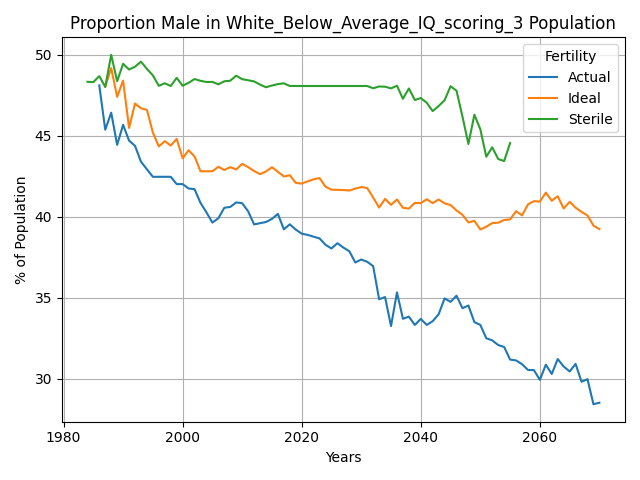 Proportion Male in White_Below_Average_IQ_scoring_3 Population
Fertility
Actual
Ideal
Sterile
% of Population
50
45
40
35
30
1980
2000
2020
2040
2060
Years